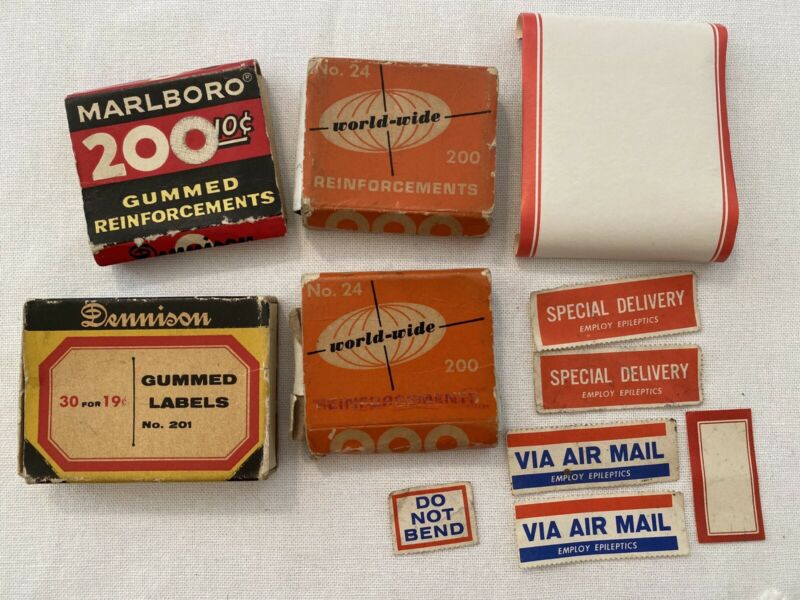 MARLBORO®
200 10¢
GUMMED
REINFORCEMENTS
Dennison
No. 24
world-wide
200
REINFORCEMENTS
Dennison
30 FOR 19¢
GUMMED
LABELS
No. 201
No. 24
world-wide
200
REINFORCEMENTS
SPECIAL DELIVERY
EMPLOY EPILEPTICS
SPECIAL DELIVERY
EMPLOY EPILEPTICS
VIA AIR MAIL
EMPLOY EPILEPTICS
VIA AIR MAIL
EMPLOY EPILEPTICS
DO
NOT
BEND